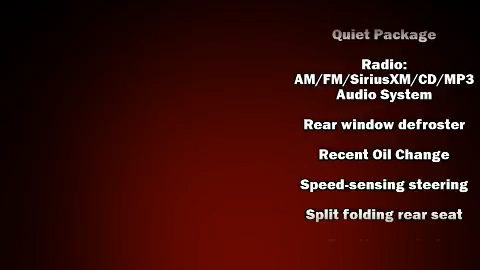 Quiet Package
Radio:
AM/FM/SiriusXM/CD/MP3
Audio System
Rear window defroster
Recent Oil Change
Speed-sensing steering
Split folding rear seat